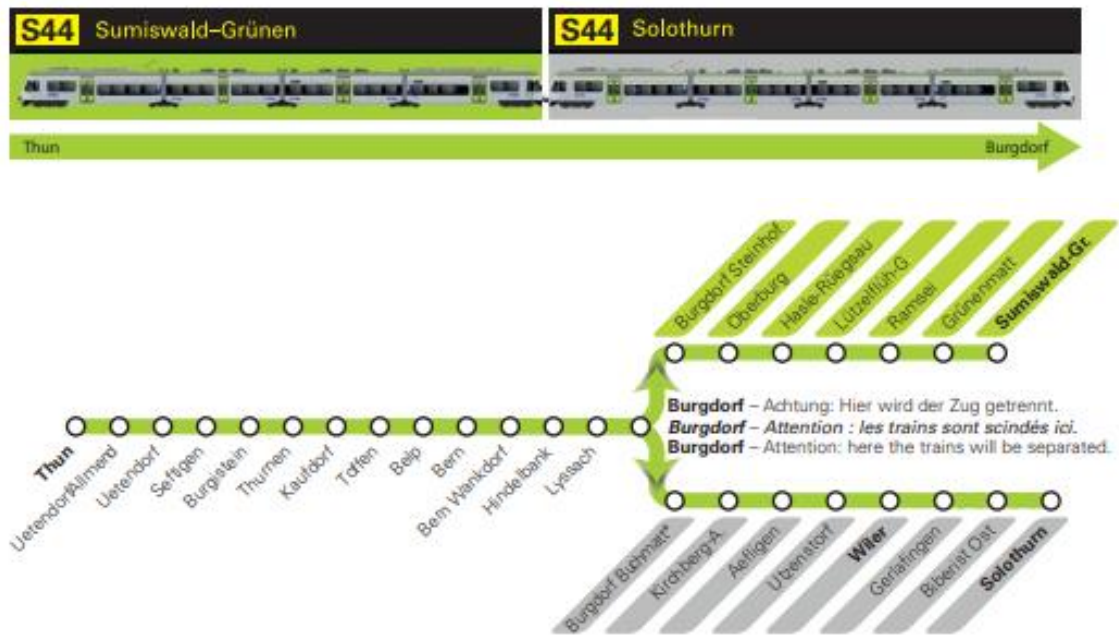 S44 Sumiswald–Grünen
S44 Solothurn
Thun
Burgdorf
Burgdorf Steinhof
Oberburg
Hasle-Rüegsau
Lützelflüh-G
Ramsei
Grünenmatt
Sumiswald-Gr.
Burgdorf – Achtung: Hier wird der Zug getrennt.
Burgdorf – Attention : les trains sont scindés ici.
Burgdorf – Attention: here the trains will be separated.
Thun
Uetendorf Allmend
Uetendorf
Seftigen
Burgistein
Thurnen
Kaufdorf
Toffen
Belp
Bern
Bern Wankdorf
Hindelbank
Lyssach
Burgdorf Buchmatt*
Kirchberg-A
Aefligen
Utzenstorf
Wiler
Gerlafingen
Biberist Ost
Solothurn